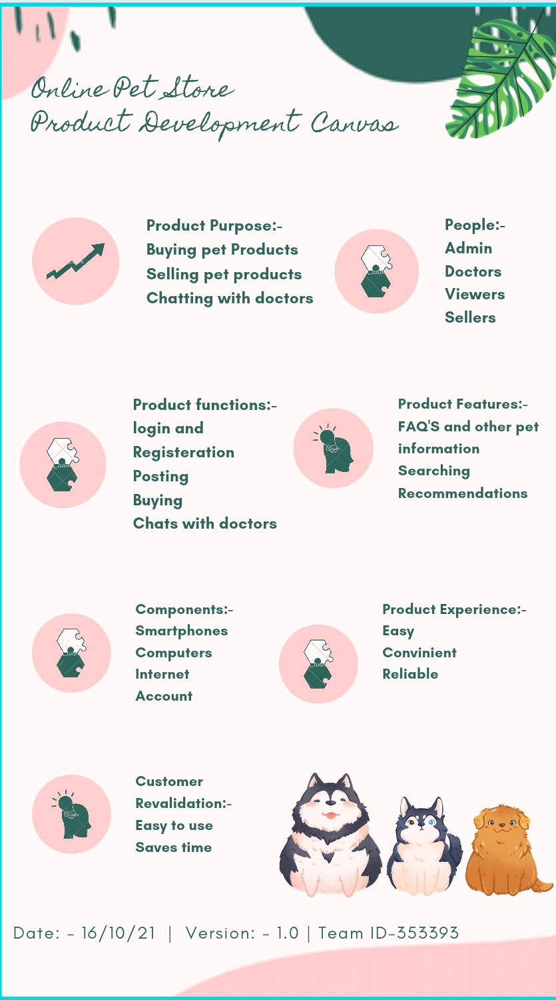 Online Pet Store
Product Development Canvas
Product Purpose:-
Buying pet Products
Selling pet products
Chatting with doctors
People:-
Admin
Doctors
Viewers
Sellers
Product functions:-
login and
Registeration
Posting
Buying
Chats with doctors
Product Features:-
FAQ'S and other pet
information
Searching
Recommendations
Components:-
Smartphones
Computers
Internet
Account
Product Experience:-
Easy
Convinient
Reliable
Customer
Revalidation:-
Easy to use
Saves time
Date: - 16/10/21 | Version: - 1.0 | Team ID-353393